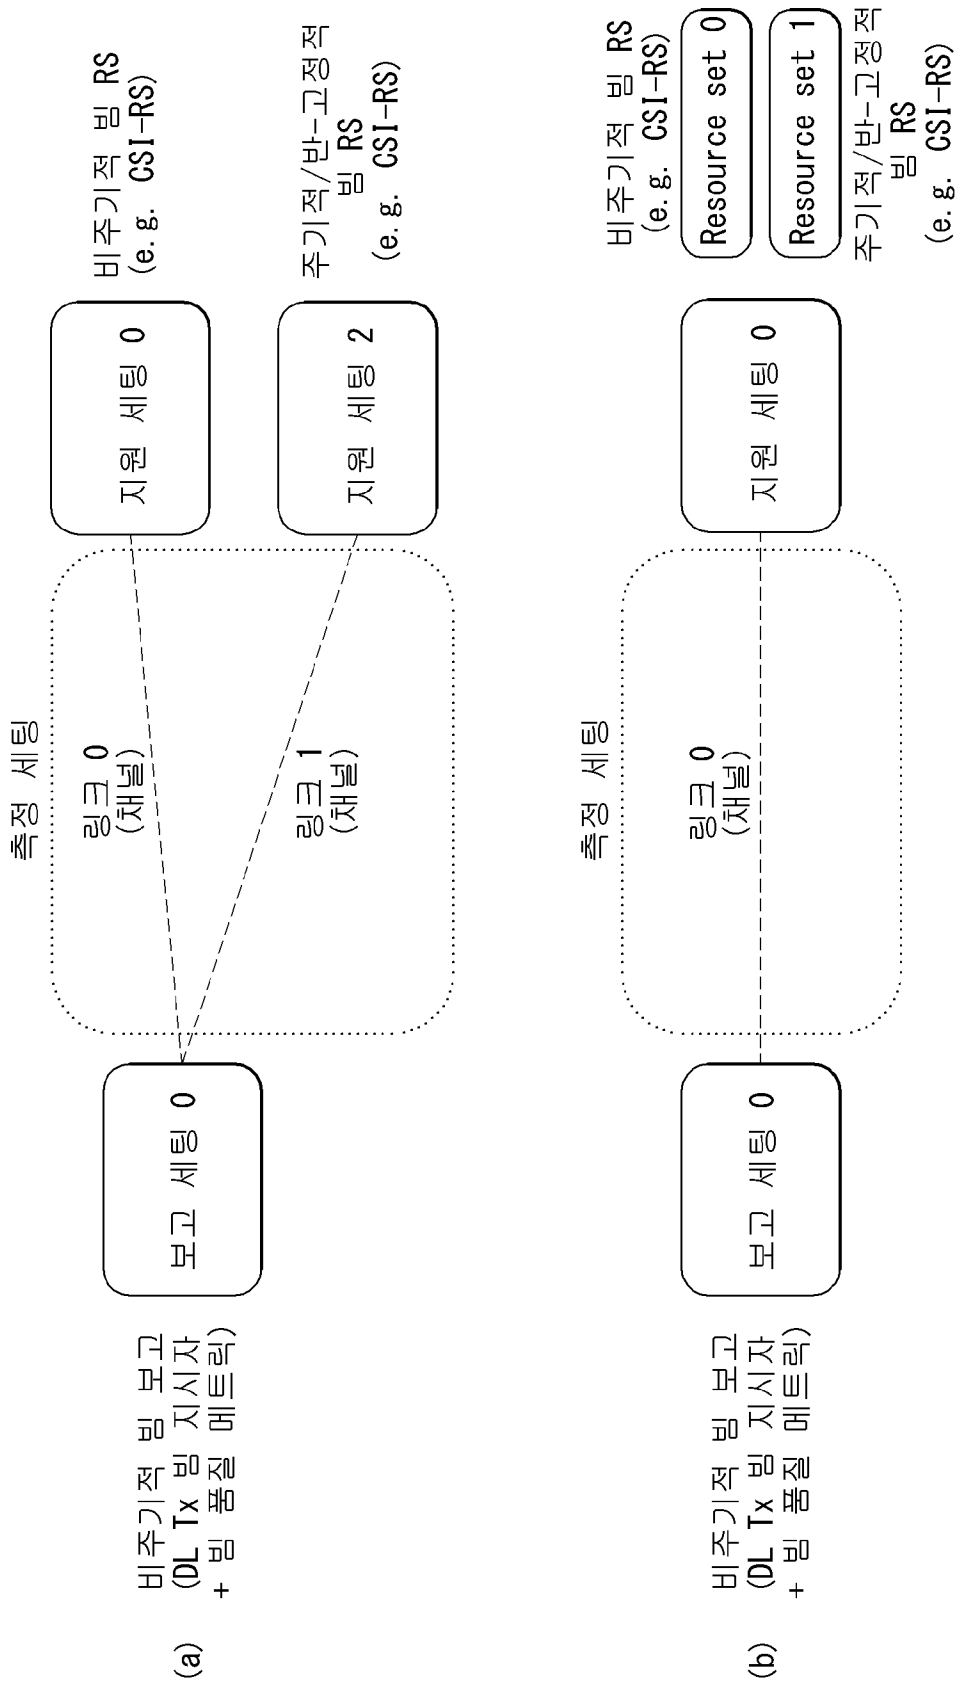 (a)
비주기적 빔 보고
(DL Tx 빔 지시자
+ 빔 품질 메트릭)
보고 세팅 0
측정 세팅
링크 0
(채널)
링크 1
(채널)
지원 세팅 0
지원 세팅 2
비주기적 빔 RS
(e.g. CSI-RS)
주기적/반-고정적
빔 RS
(e.g. CSI-RS)
(b)
비주기적 빔 보고
(DL Tx 빔 지시자
+ 빔 품질 메트릭)
보고 세팅 0
측정 세팅
링크 0
(채널)
지원 세팅 0
비주기적 빔 RS
(e.g. CSI-RS)
Resource set 0
Resource set 1
주기적/반-고정적
빔 RS
(e.g. CSI-RS)